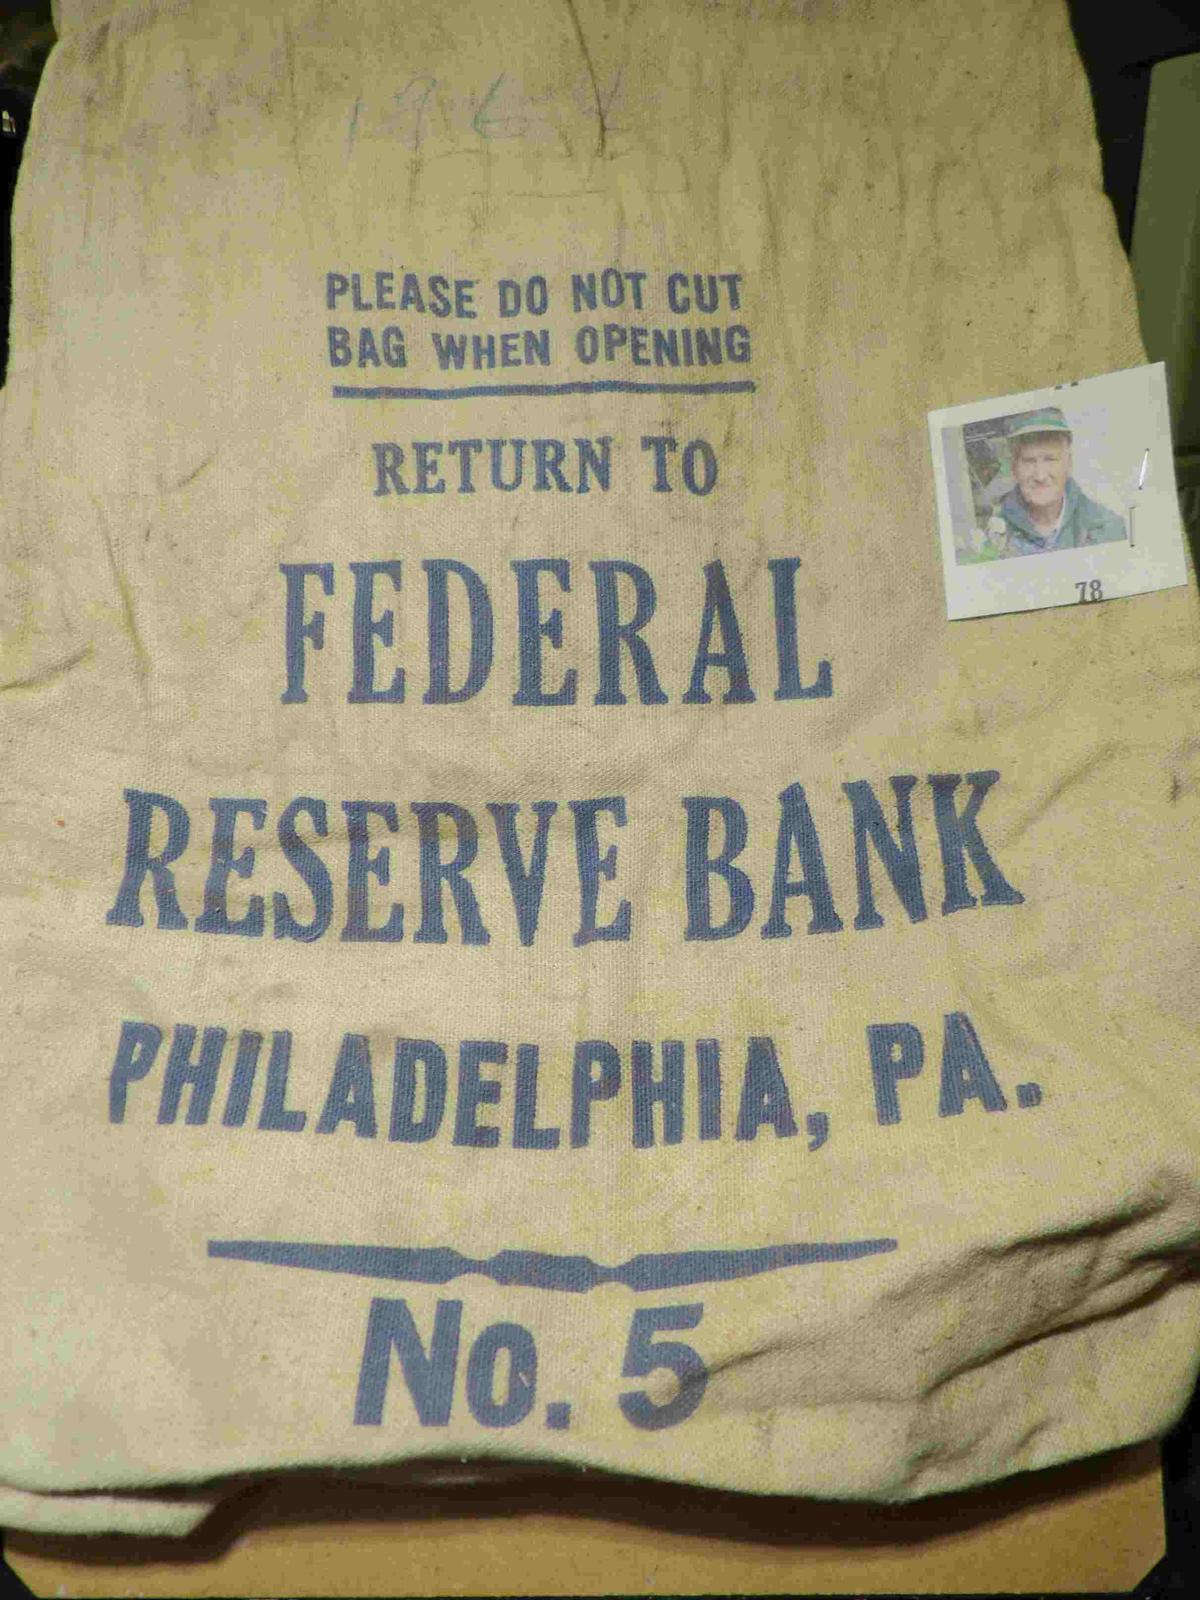 1964
PLEASE DO NOT CUT
BAG WHEN OPENING
RETURN TO
FEDERAL
RESERVE BANK
PHILADELPHIA, PA.
No. 5
78